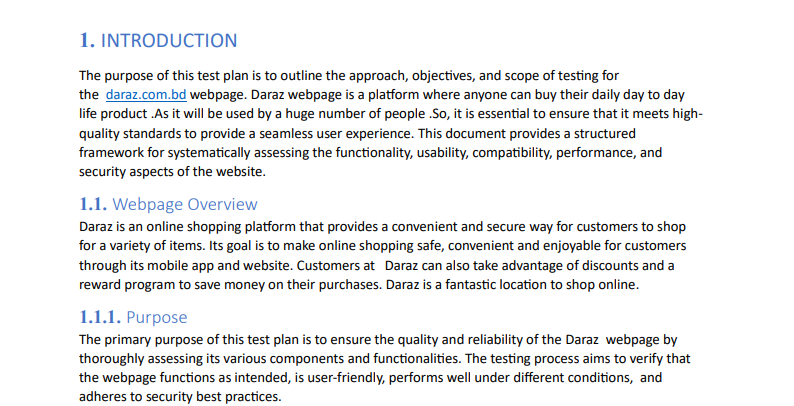 1. INTRODUCTION
The purpose of this test plan is to outline the approach, objectives, and scope of testing for
the daraz.com.bd webpage. Daraz webpage is a platform where anyone can buy their daily day to day
life product .As it will be used by a huge number of people .So, it is essential to ensure that it meets high-
quality standards to provide a seamless user experience. This document provides a structured
framework for systematically assessing the functionality, usability, compatibility, performance, and
security aspects of the website.
1.1. Webpage Overview
Daraz is an online shopping platform that provides a convenient and secure way for customers to shop
for a variety of items. Its goal is to make online shopping safe, convenient and enjoyable for customers
through its mobile app and website. Customers at Daraz can also take advantage of discounts and a
reward program to save money on their purchases. Daraz is a fantastic location to shop online.
1.1.1. Purpose
The primary purpose of this test plan is to ensure the quality and reliability of the Daraz webpage by
thoroughly assessing its various components and functionalities. The testing process aims to verify that
the webpage functions as intended, is user-friendly, performs well under different conditions, and
adheres to security best practices.